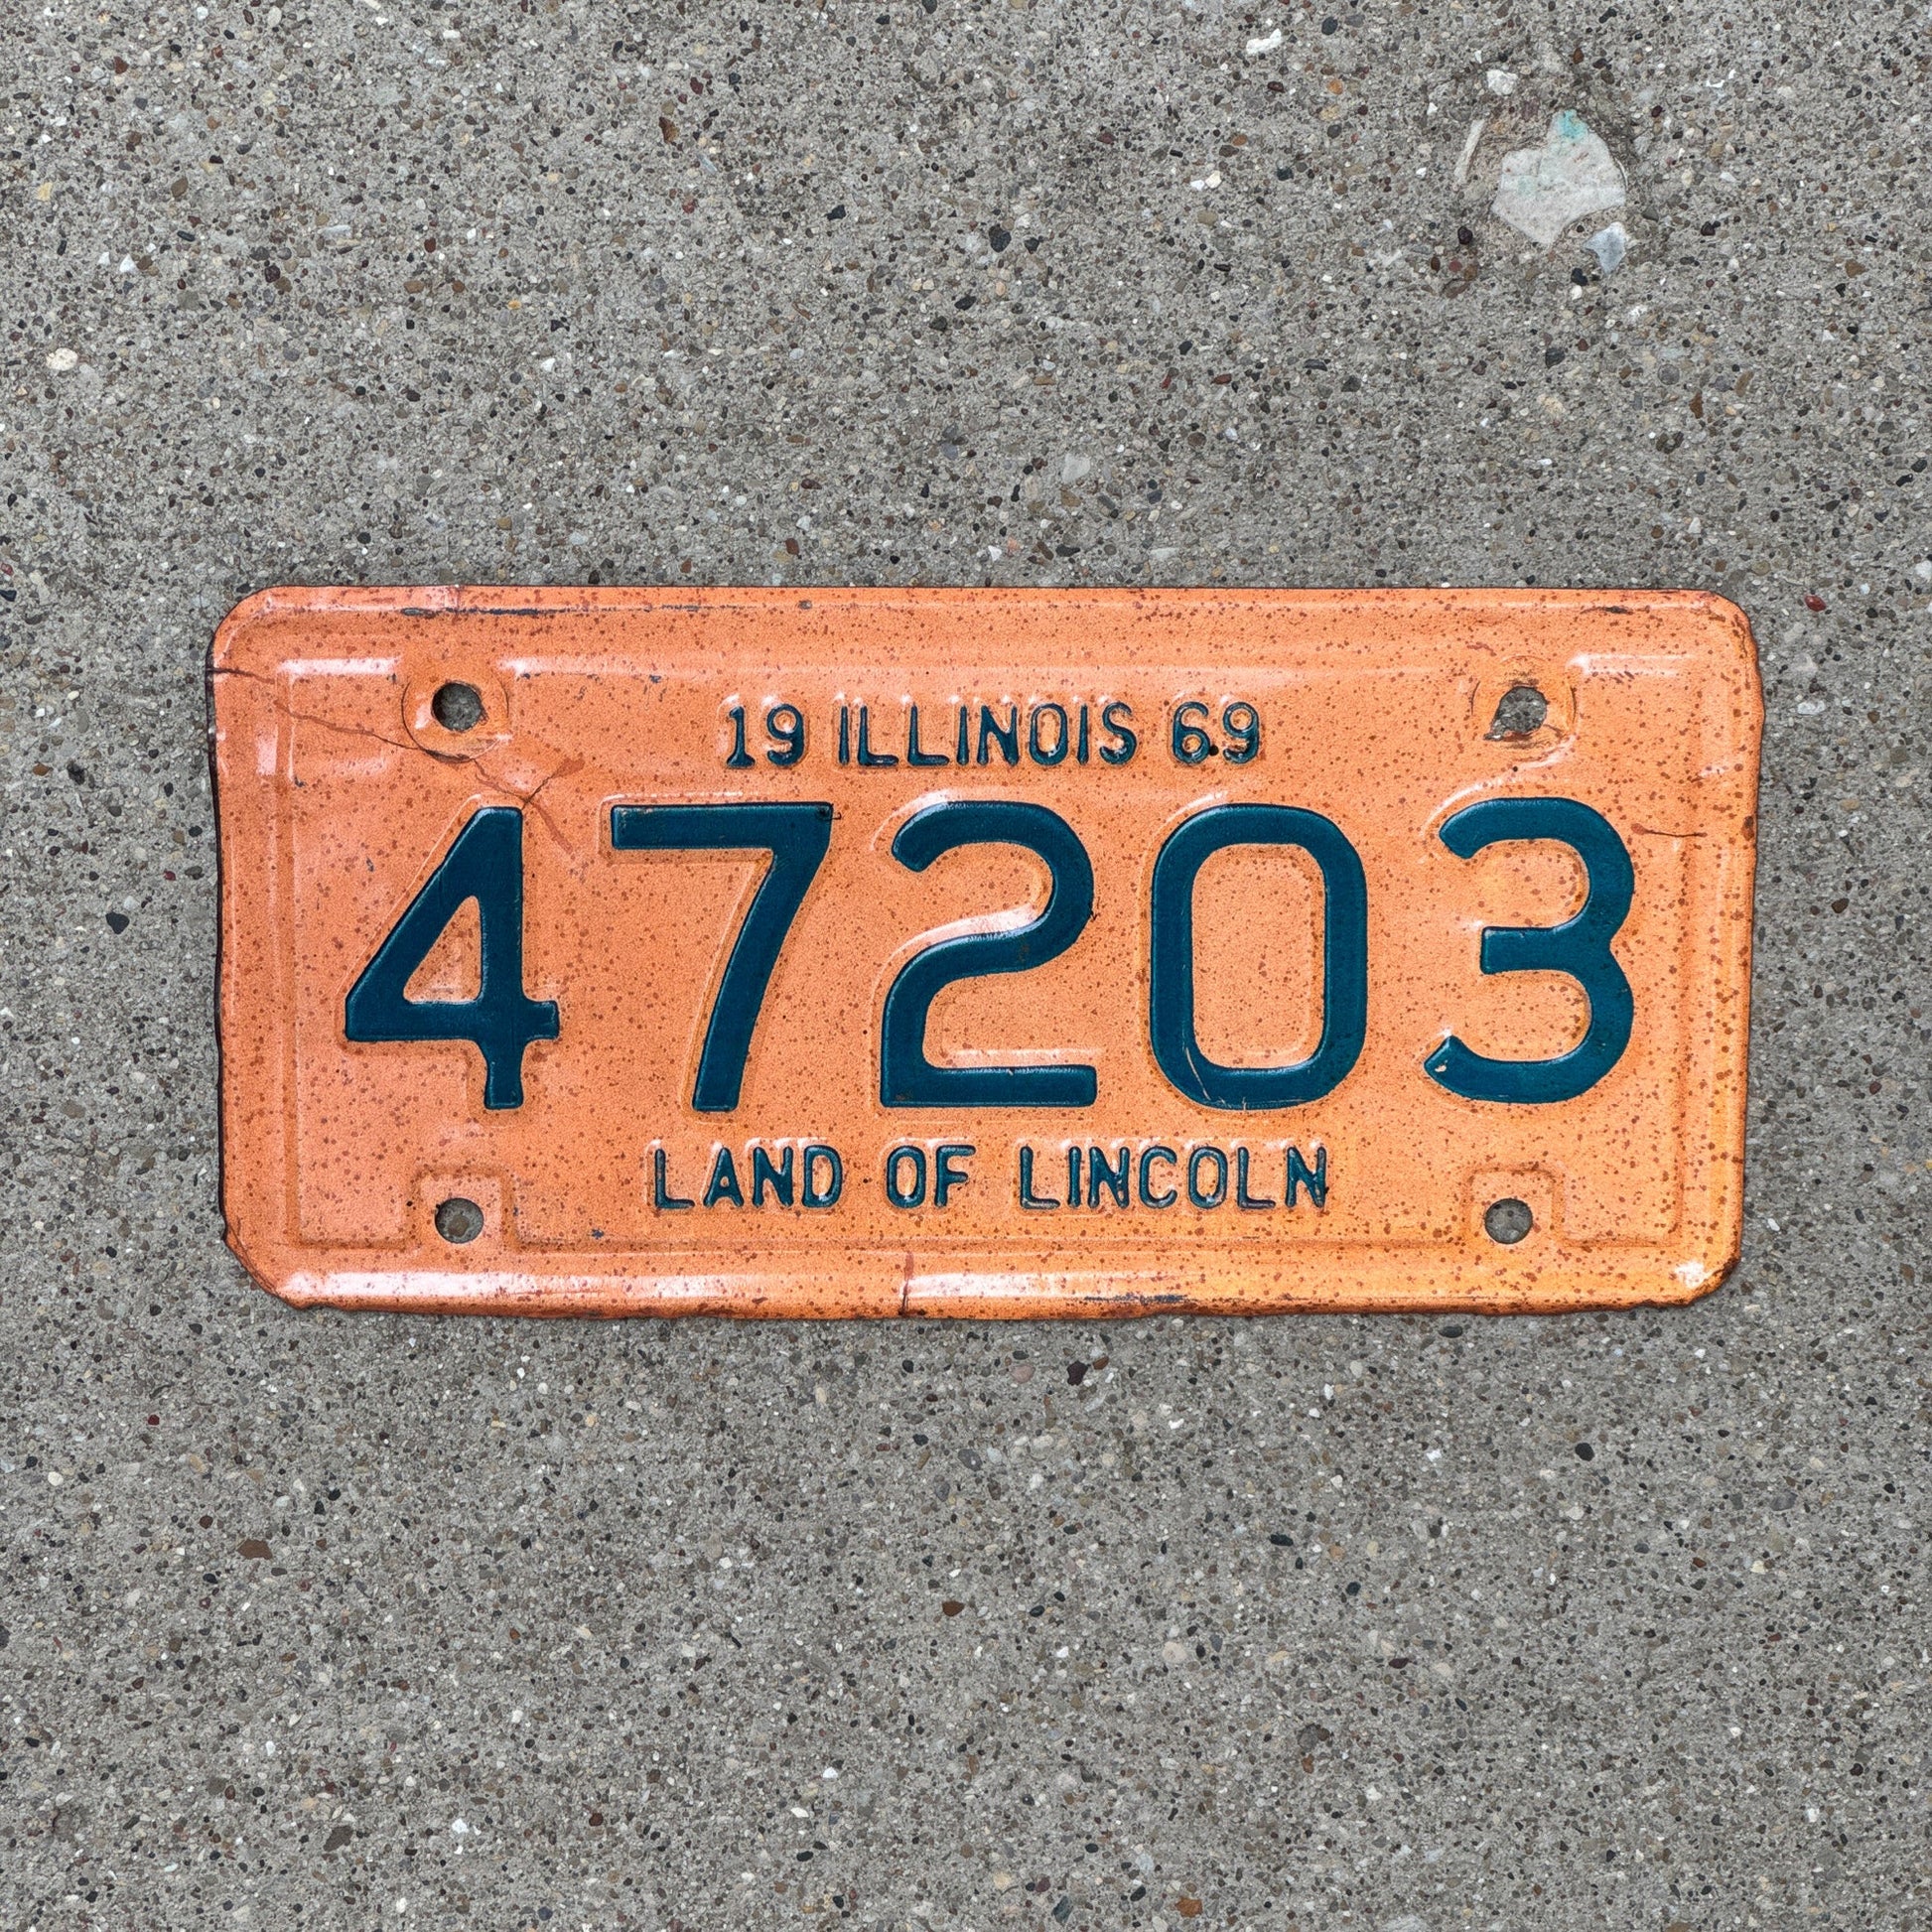 19 ILLINOIS 69
47203
LAND OF LINCOLN